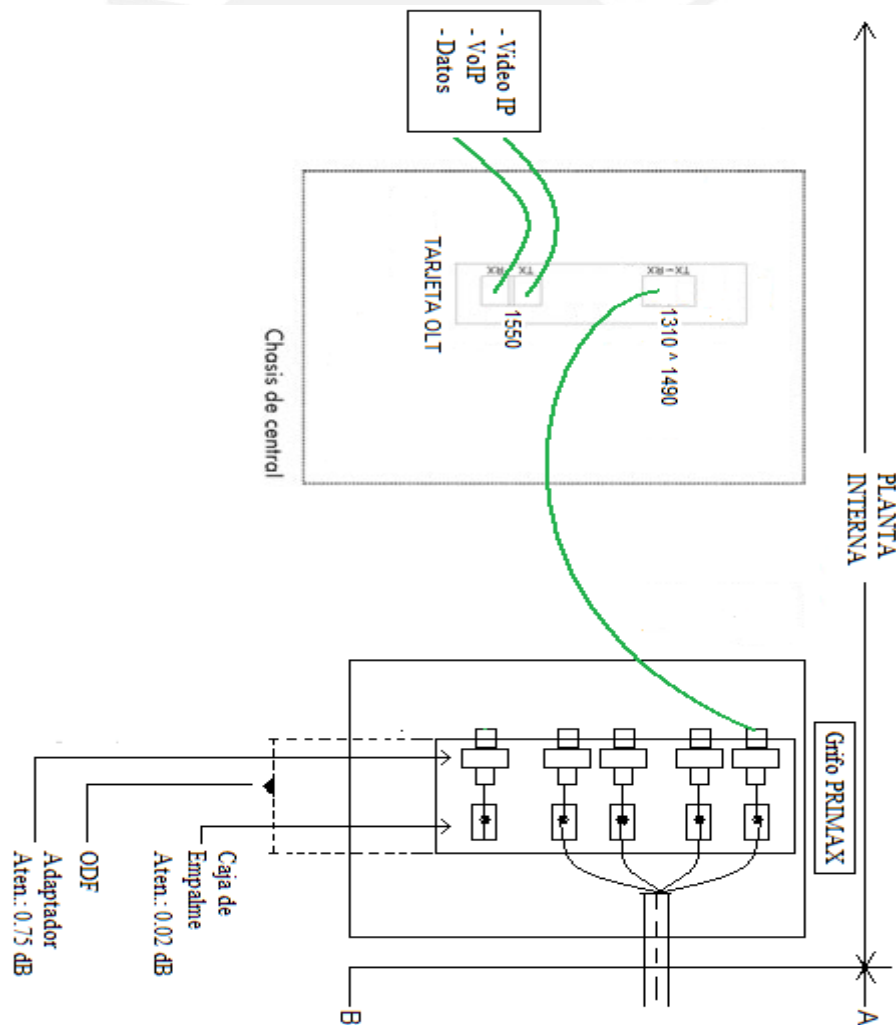 PLANTA
INTERNA
A
B
- Video IP
- VoIP
- Datos
TX-RX
1310 ^ 1490
TX
RX
1550
TARJETA OLT
Chasis de central
Grifo PRIMAX
Caja de
Empalme
Aten.: 0.02 dB
ODF
Adaptador
Aten.: 0.75 dB